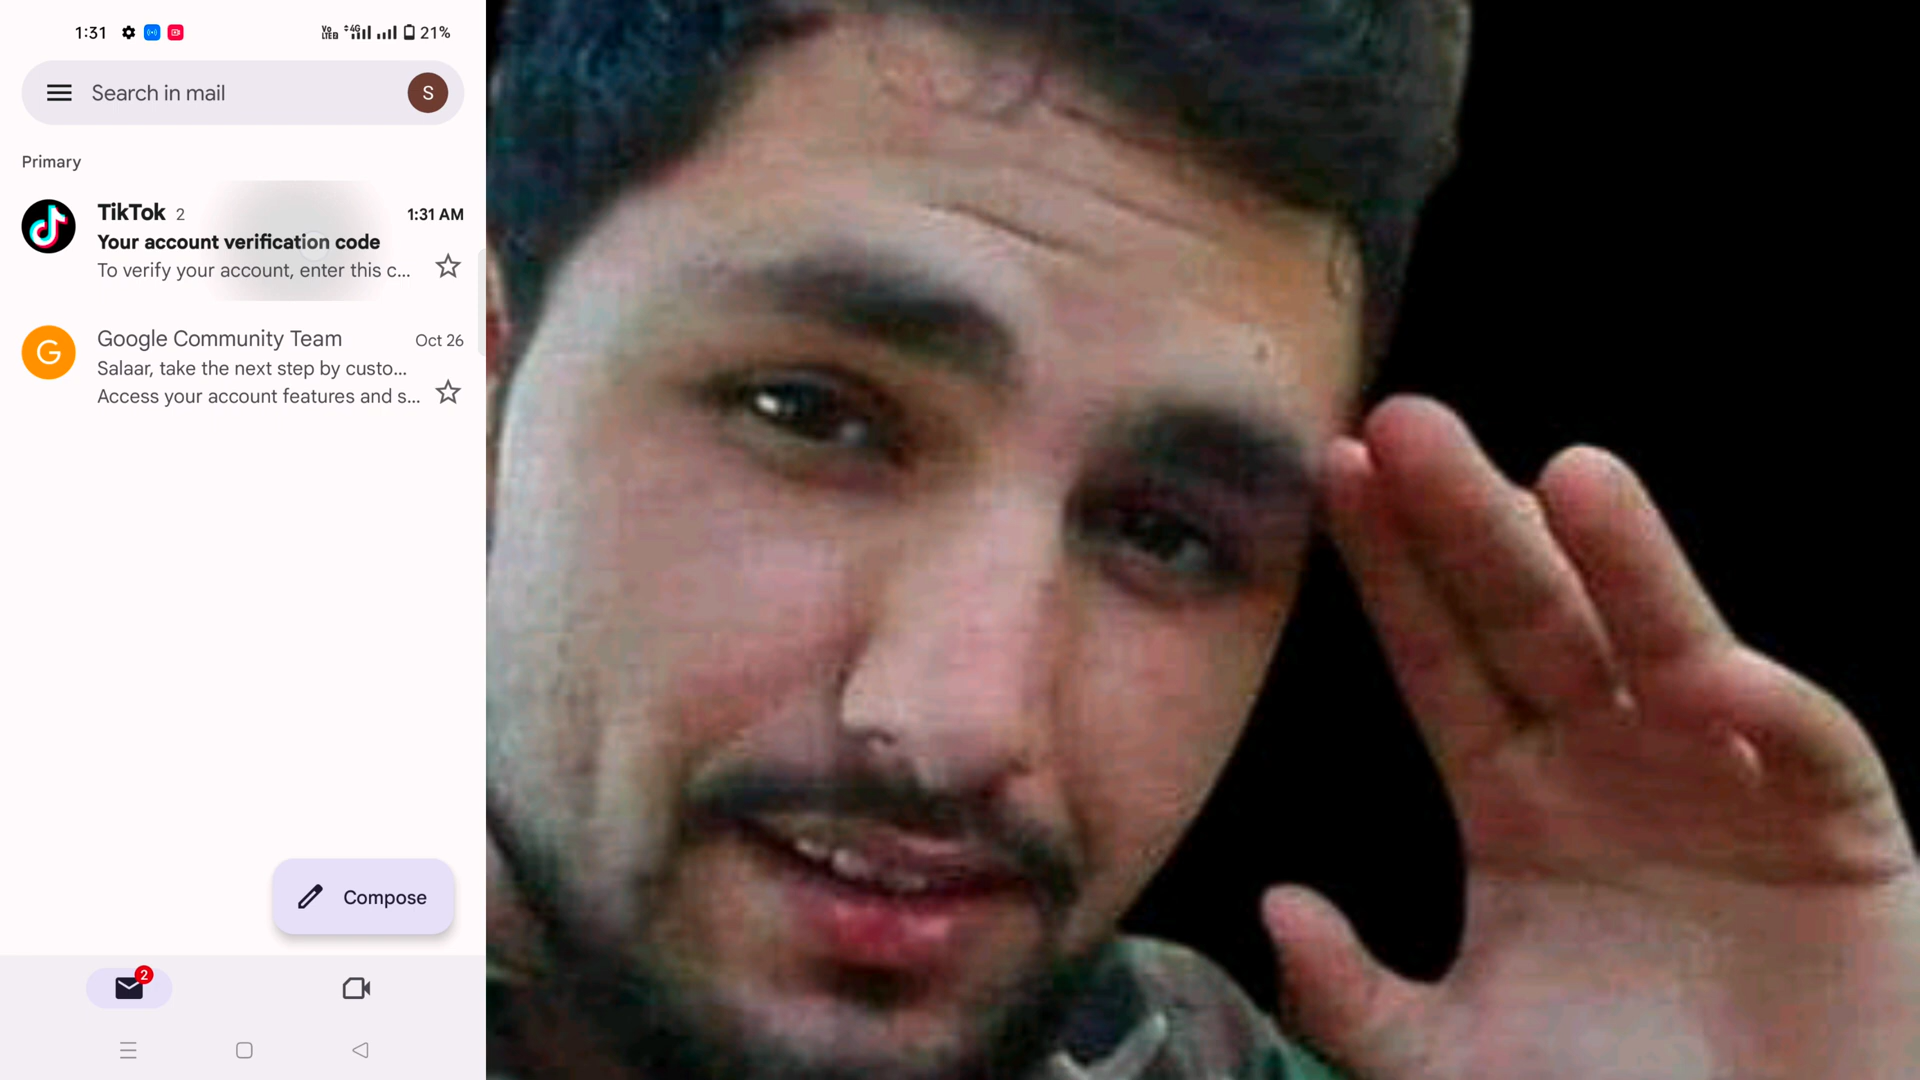 1:31
4G
21%
Search in mail
S
Primary
TikTok 2
1:31 AM
Your account verification code
To verify your account, enter this c...
Google Community Team
Oct 26
G
Salaar, take the next step by custo...
Access your account features and s...
Compose
2